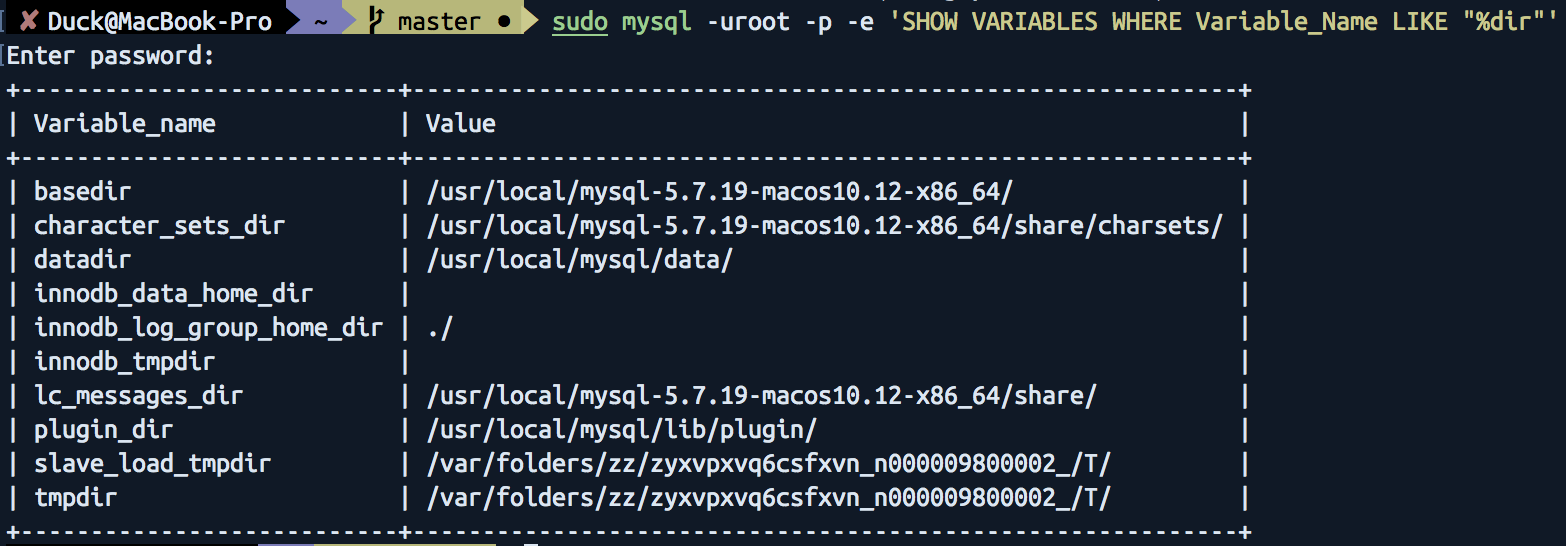 ✘ Duck@MacBook-Pro ~ master ● sudo mysql -uroot -p -e 'SHOW VARIABLES WHERE Variable_Name LIKE "%dir"'
Enter password:
+---------------------------+----------------------------------------------------------+
| Variable_name             | Value                                                    |
+---------------------------+----------------------------------------------------------+
| basedir                   | /usr/local/mysql-5.7.19-macos10.12-x86_64/               |
| character_sets_dir        | /usr/local/mysql-5.7.19-macos10.12-x86_64/share/charsets/ |
| datadir                   | /usr/local/mysql/data/                                   |
| innodb_data_home_dir      |                                                          |
| innodb_log_group_home_dir | ./                                                       |
| innodb_tmpdir             |                                                          |
| lc_messages_dir           | /usr/local/mysql-5.7.19-macos10.12-x86_64/share/         |
| plugin_dir                | /usr/local/mysql/lib/plugin/                             |
| slave_load_tmpdir         | /var/folders/zz/zyxvpxvq6csfxvn_n000009800002_/T/        |
| tmpdir                    | /var/folders/zz/zyxvpxvq6csfxvn_n000009800002_/T/        |
+---------------------------+----------------------------------------------------------+